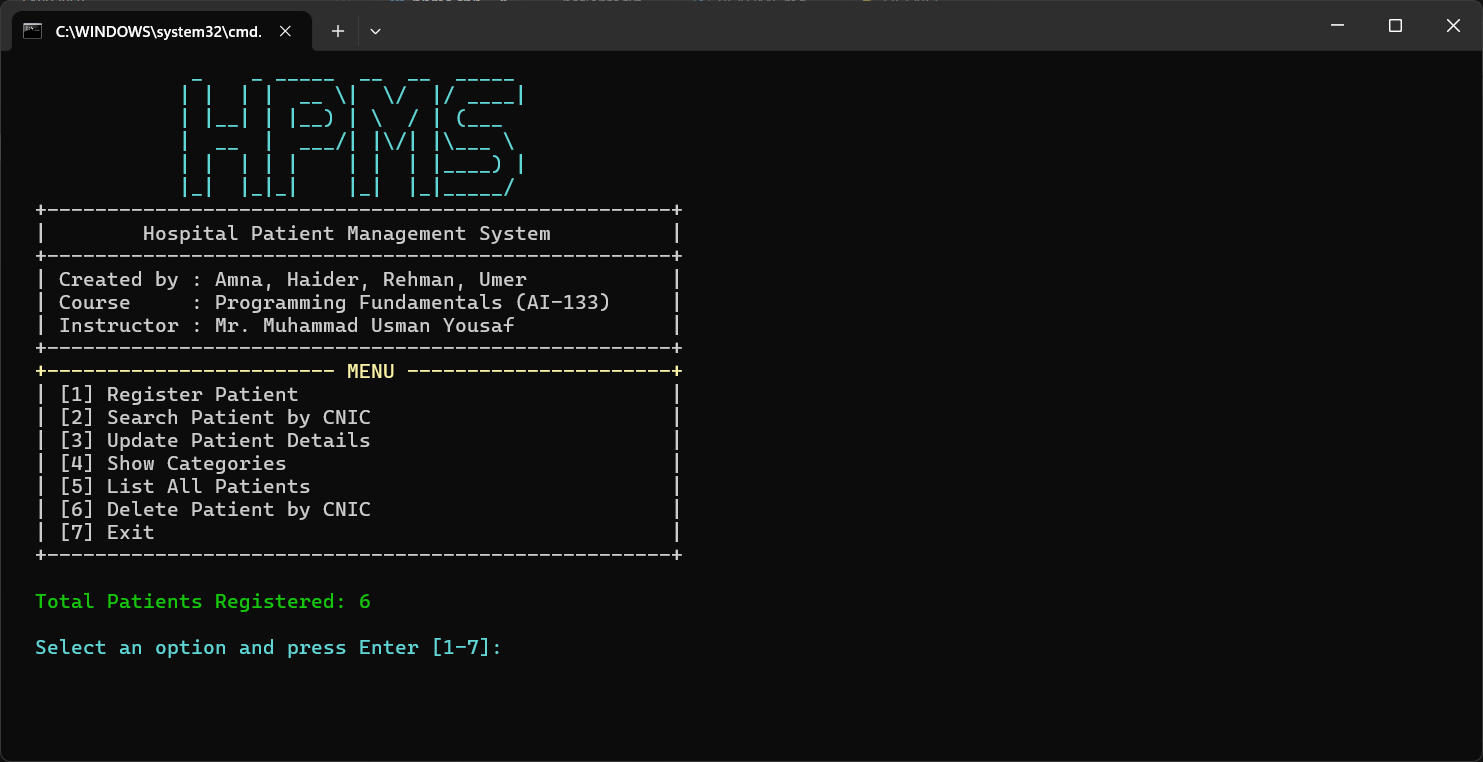 C:\WINDOWS\system32\cmd.
HPMS
Hospital Patient Management System
Created by : Amna, Haider, Rehman, Umer
Course     : Programming Fundamentals (AI-133)
Instructor : Mr. Muhammad Usman Yousaf
MENU
[1] Register Patient
[2] Search Patient by CNIC
[3] Update Patient Details
[4] Show Categories
[5] List All Patients
[6] Delete Patient by CNIC
[7] Exit
Total Patients Registered: 6
Select an option and press Enter [1-7]: